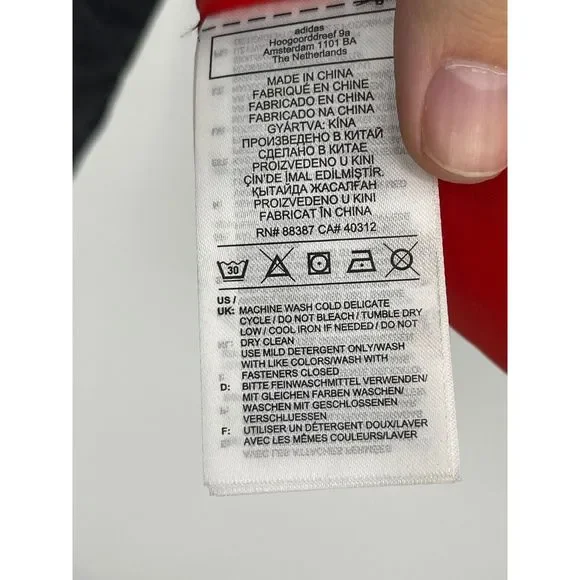 adidas
Hoogoorddreef 9a
Amsterdam 1101 BA
The Netherlands
MADE IN CHINA
FABRIQUÉ EN CHINE
FABRICADO EN CHINA
FABRICADO NA CHINA
GYÁRTVA: KÍNA
ПРОИЗВЕДЕНО В КИТАЙ
СДЕЛАНО В КИТАЕ
PROIZVEDENO U KINI
ÇIN'DE İMAL EDİLMİŞTİR.
ҚЫТАЙДА ЖАСАЛҒАН
PROIZVEDENO U KINI
FABRICAT ÎN CHINA
RN# 88387 CA# 40312
30
US /
UK: MACHINE WASH COLD DELICATE
CYCLE / DO NOT BLEACH / TUMBLE DRY
LOW / COOL IRON IF NEEDED / DO NOT
DRY CLEAN
USE MILD DETERGENT ONLY/WASH
WITH LIKE COLORS/WASH WITH
FASTENERS CLOSED
D: BITTE FEINWASCHMITTEL VERWENDEN/
MIT GLEICHEN FARBEN WASCHEN/
WASCHEN MIT GESCHLOSSENEN
VERSCHLUESSEN
F: UTILISER UN DÉTERGENT DOUX/LAVER
AVEC LES MÊMES COULEURS/LAVER